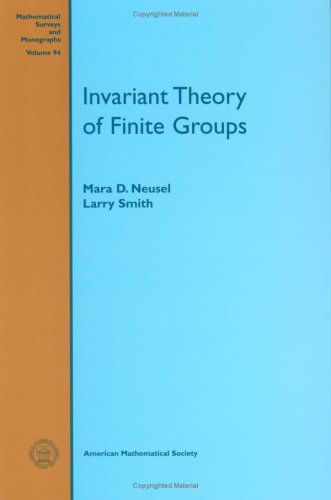 Mathematical
Surveys
and
Monographs
Volume 94
Invariant Theory
of Finite Groups
Mara D. Neusel
Larry Smith
American Mathematical Society